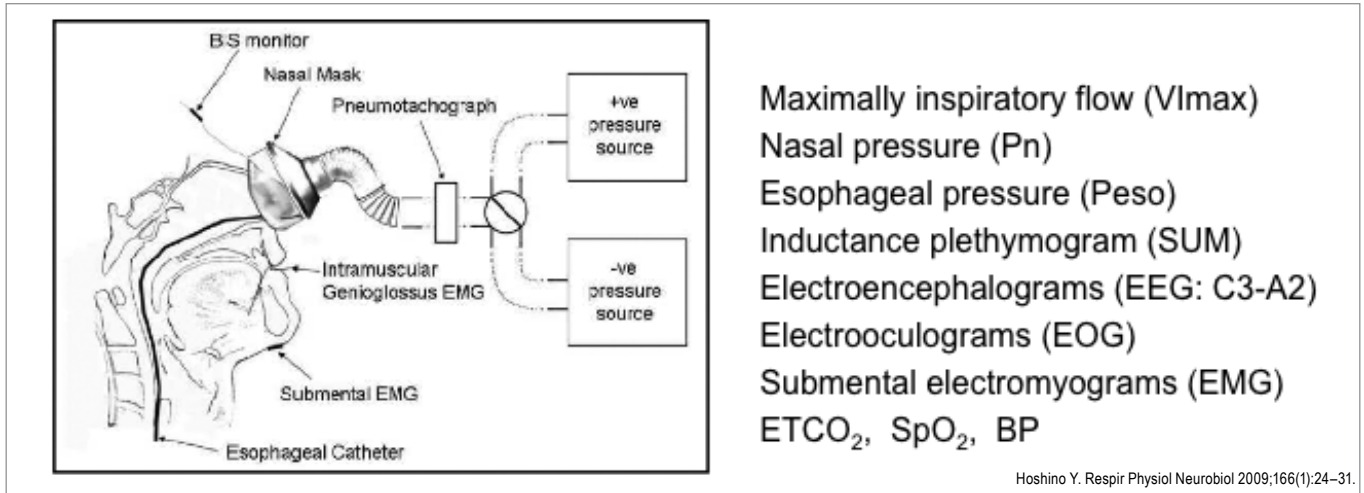 BIS monitor
Nasal Mask
Pneumotachograph
+ve
pressure
source
-ve
pressure
source
Intramuscular
Genioglossus EMG
Submental EMG
Esophageal Catheter
Maximally inspiratory flow (VImax)
Nasal pressure (Pn)
Esophageal pressure (Peso)
Inductance plethymogram (SUM)
Electroencephalograms (EEG: C3-A2)
Electrooculograms (EOG)
Submental electromyograms (EMG)
ETCO₂, SpO₂, BP
Hoshino Y. Respir Physiol Neurobiol 2009;166(1):24–31.